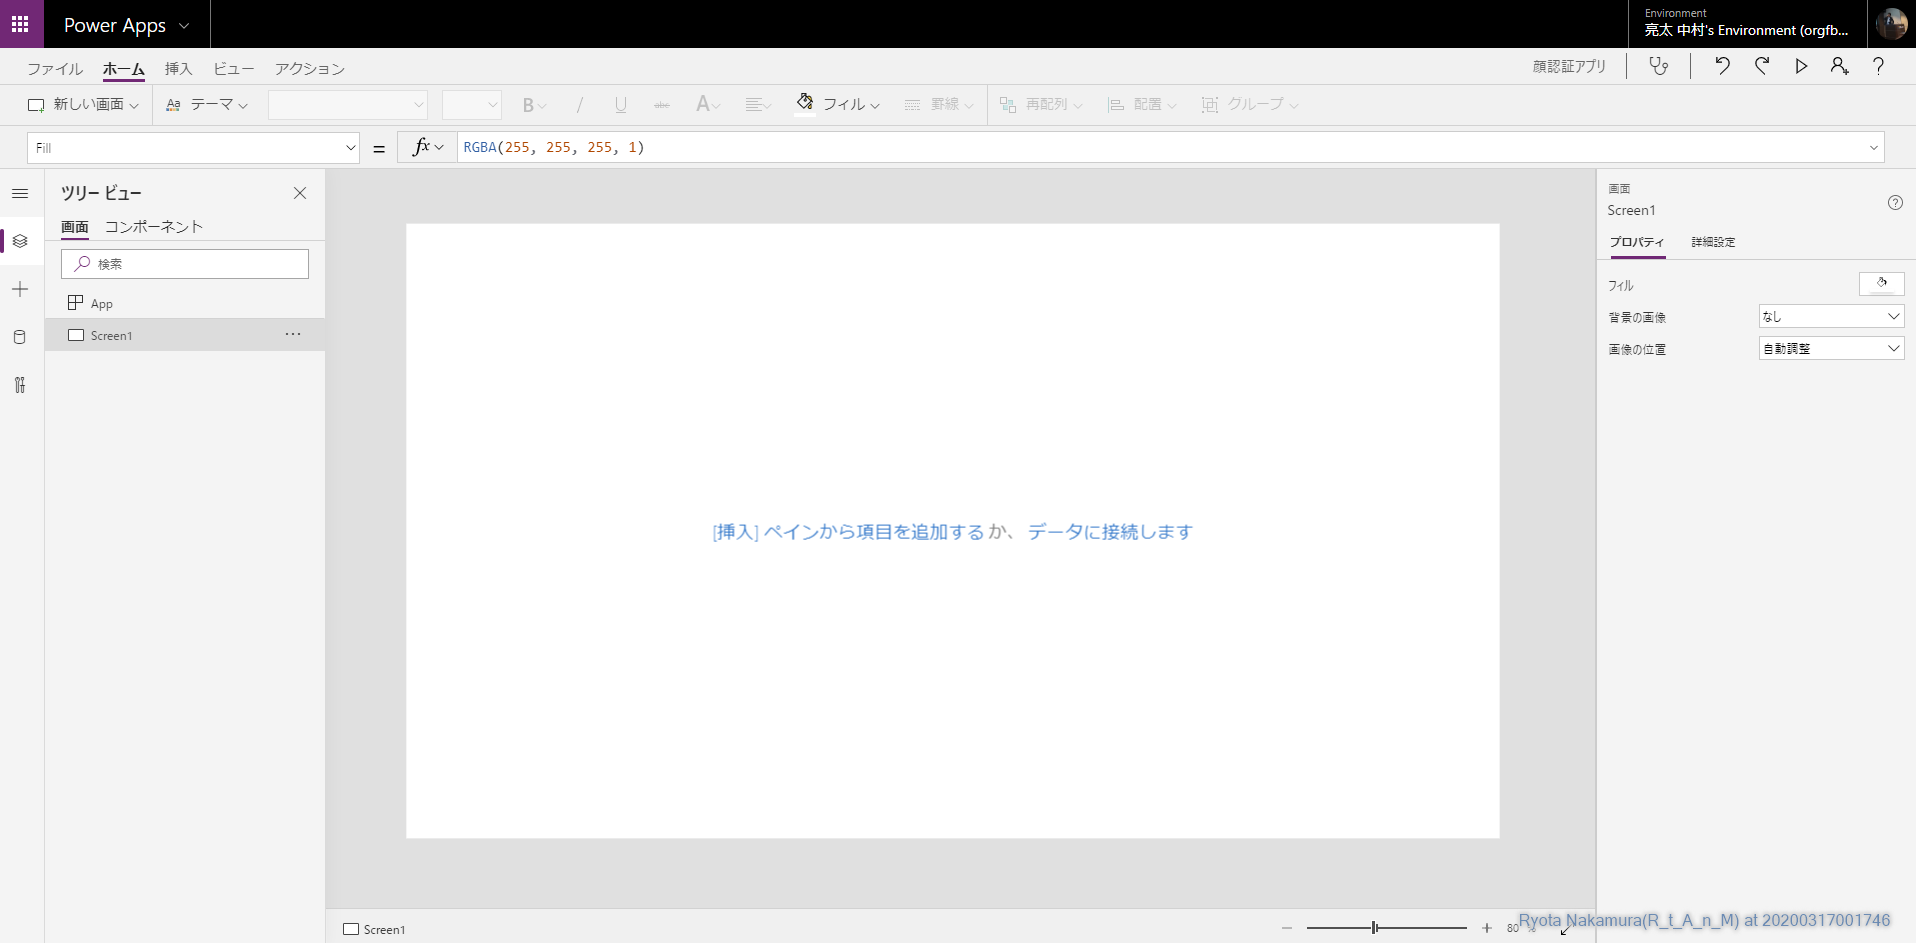 Power Apps
Environment
亮太 中村's Environment (orgfb...
ファイル ホーム 挿入 ビュー アクション
顔認証アプリ
新しい画面 Aa テーマ B / U abc A フィル 罫線 再配列 配置 グループ
Fill = fx RGBA(255, 255, 255, 1)
ツリー ビュー
画面 コンポーネント
検索
App
Screen1 ...
[挿入] ペインから項目を追加する か、 データに接続します
画面
Screen1
プロパティ 詳細設定
フィル
背景の画像 なし
画像の位置 自動調整
Screen1
80 %
Ryota Nakamura(R_t_A_n_M) at 20200317001746